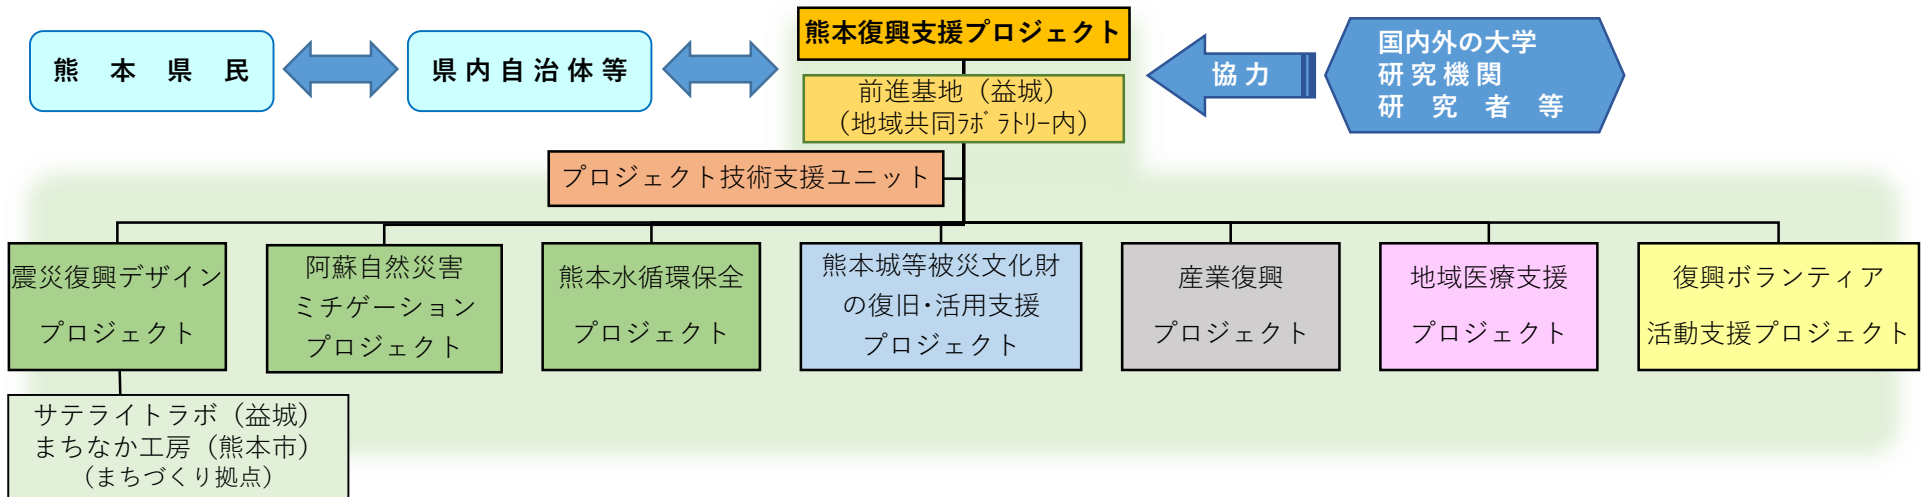 熊本復興支援プロジェクト
熊本県民
県内自治体等
協力
国内外の大学
研究機関
研究者等
前進基地（益城）
（地域共同ﾗﾎﾞﾗﾄﾘｰ内）
プロジェクト技術支援ユニット
震災復興デザイン
プロジェクト
阿蘇自然災害
ミチゲーション
プロジェクト
熊本水循環保全
プロジェクト
熊本城等被災文化財
の復旧･活用支援
プロジェクト
産業復興
プロジェクト
地域医療支援
プロジェクト
復興ボランティア
活動支援プロジェクト
サテライトラボ（益城）
まちなか工房（熊本市）
（まちづくり拠点）